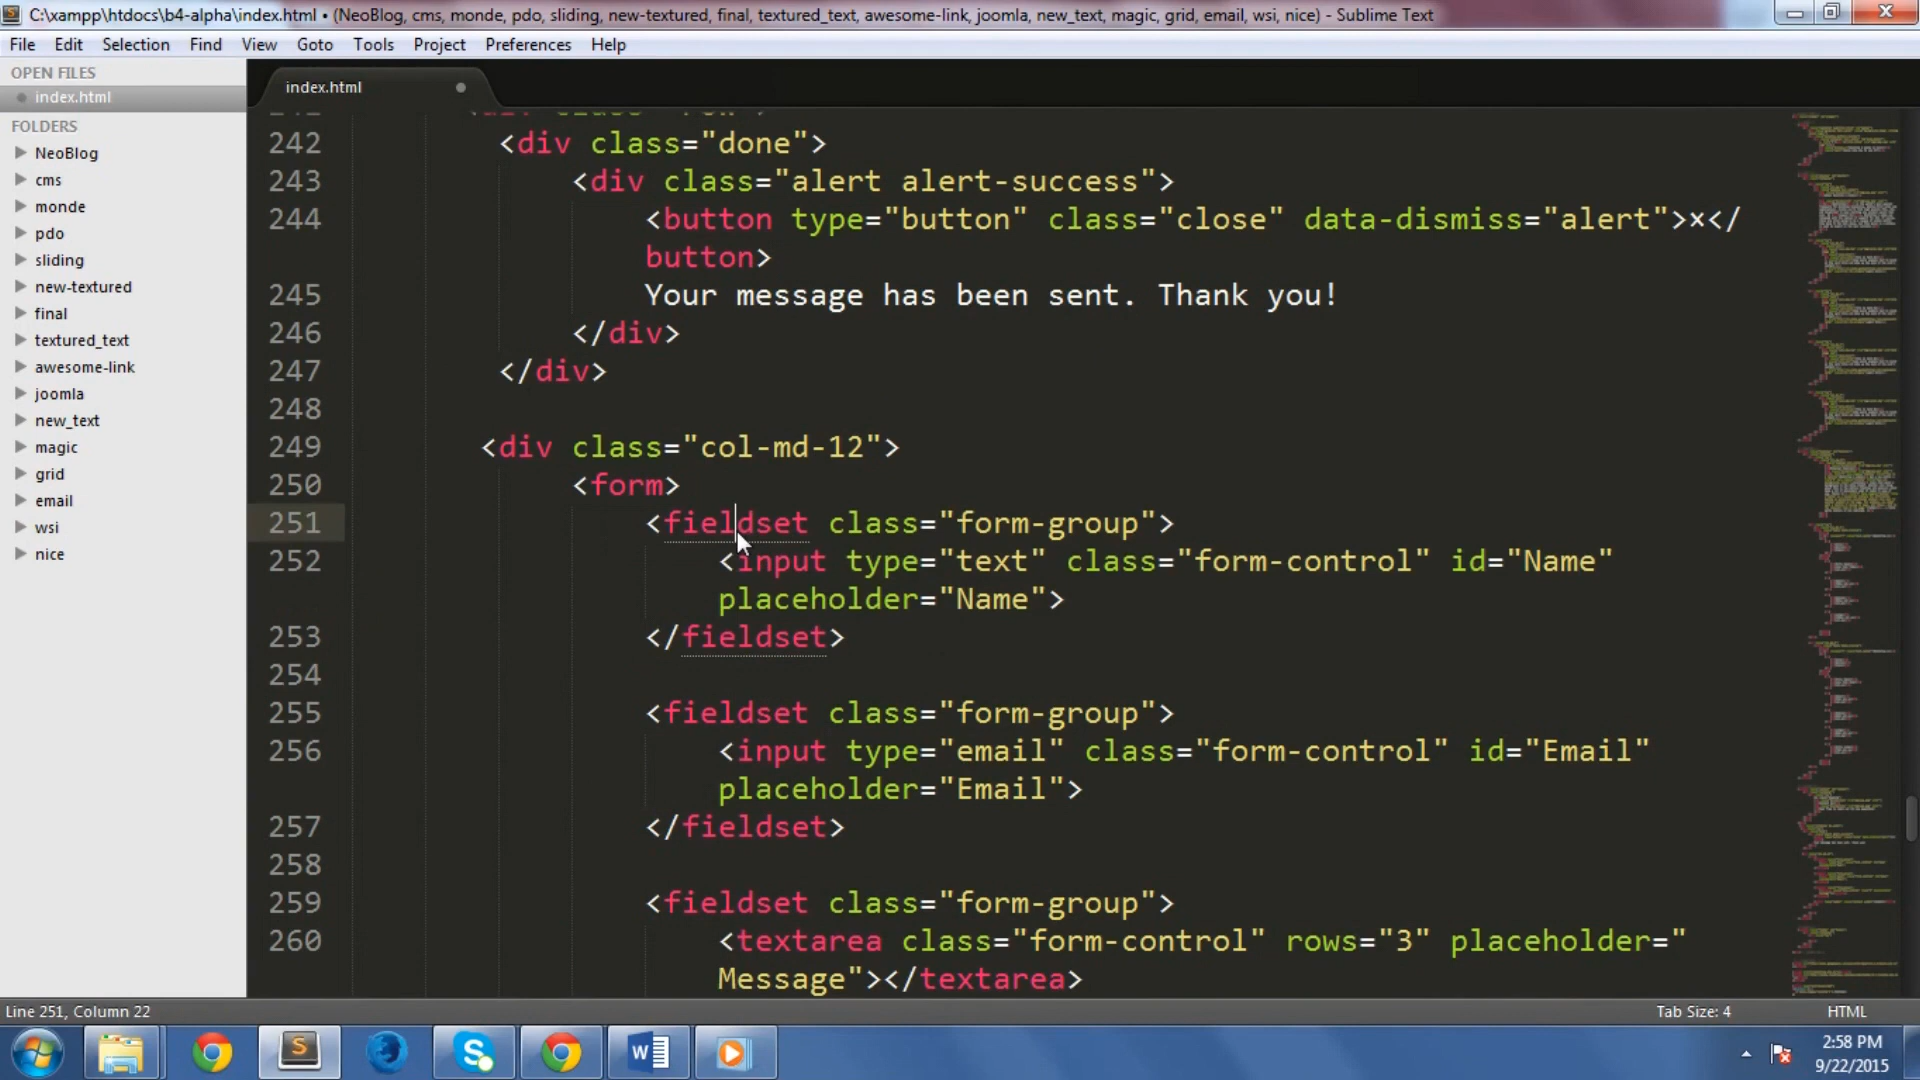 C:\xampp\htdocs\b4-alpha\index.html • (NeoBlog, cms, monde, pdo, sliding, new-textured, final, textured_text, awesome-link, joomla, new_text, magic, grid, email, wsi, nice) - Sublime Text
File Edit Selection Find View Goto Tools Project Preferences Help
OPEN FILES
index.html
FOLDERS
NeoBlog
cms
monde
pdo
sliding
new-textured
final
textured_text
awesome-link
joomla
new_text
magic
grid
email
wsi
nice
index.html
242 <div class="done">
243 <div class="alert alert-success">
244 <button type="button" class="close" data-dismiss="alert">×</
button>
245 Your message has been sent. Thank you!
246 </div>
247 </div>
248
249 <div class="col-md-12">
250 <form>
251 <fieldset class="form-group">
252 <input type="text" class="form-control" id="Name"
placeholder="Name">
253 </fieldset>
254
255 <fieldset class="form-group">
256 <input type="email" class="form-control" id="Email"
placeholder="Email">
257 </fieldset>
258
259 <fieldset class="form-group">
260 <textarea class="form-control" rows="3" placeholder="
Message"></textarea>
Line 251, Column 22 Tab Size: 4 HTML
2:58 PM
9/22/2015